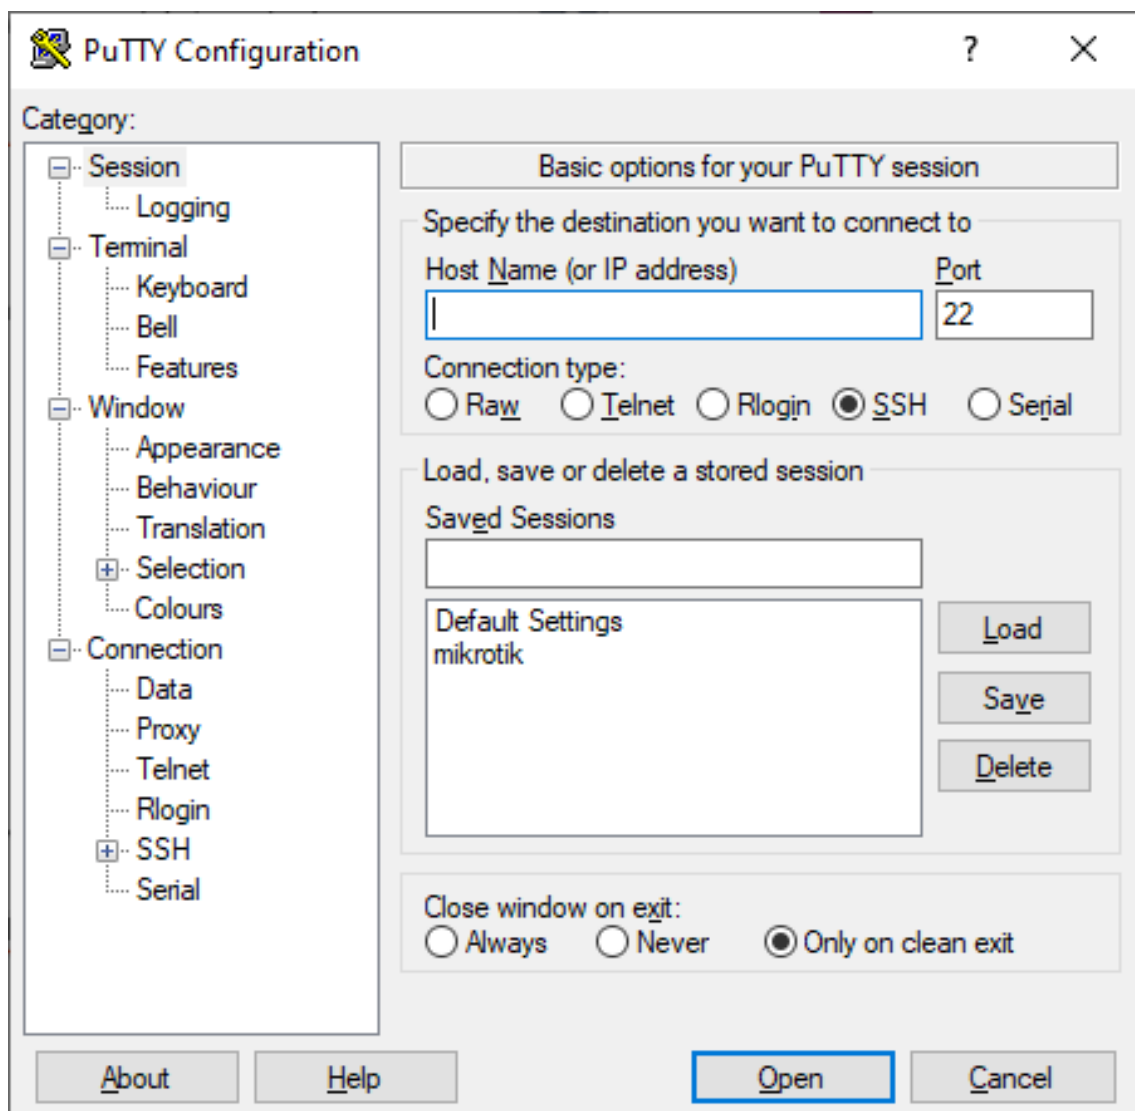 PuTTY Configuration
?
Category:
Session
Logging
Terminal
Keyboard
Bell
Features
Window
Appearance
Behaviour
Translation
Selection
Colours
Connection
Data
Proxy
Telnet
Rlogin
SSH
Serial
Basic options for your PuTTY session
Specify the destination you want to connect to
Host Name (or IP address) Port
22
Connection type:
Raw Telnet Rlogin SSH Serial
Load, save or delete a stored session
Saved Sessions
Default Settings
mikrotik
Load
Save
Delete
Close window on exit:
Always Never Only on clean exit
About Help Open Cancel